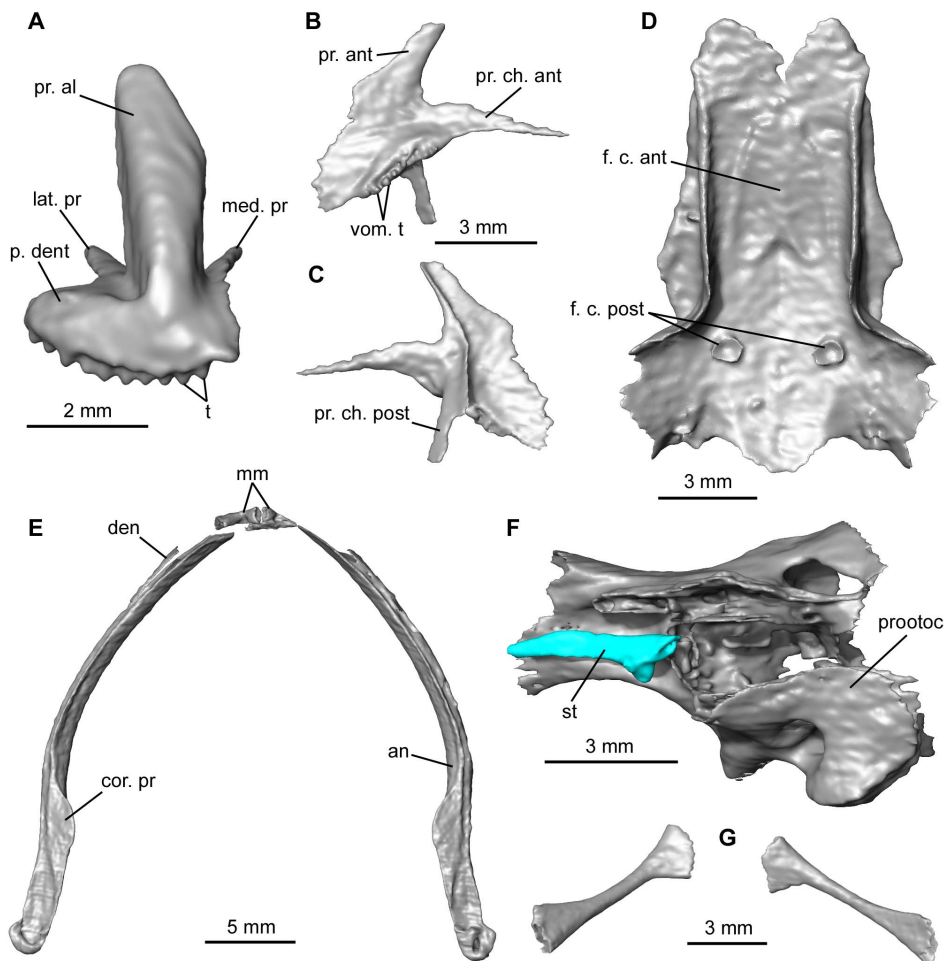 A
pr. al
lat. pr
med. pr
p. dent
t
2 mm
B
pr. ant
pr. ch. ant
vom. t
3 mm
C
pr. ch. post
D
f. c. ant
f. c. post
3 mm
E
mm
den
an
cor. pr
5 mm
F
prootoc
st
3 mm
G
3 mm